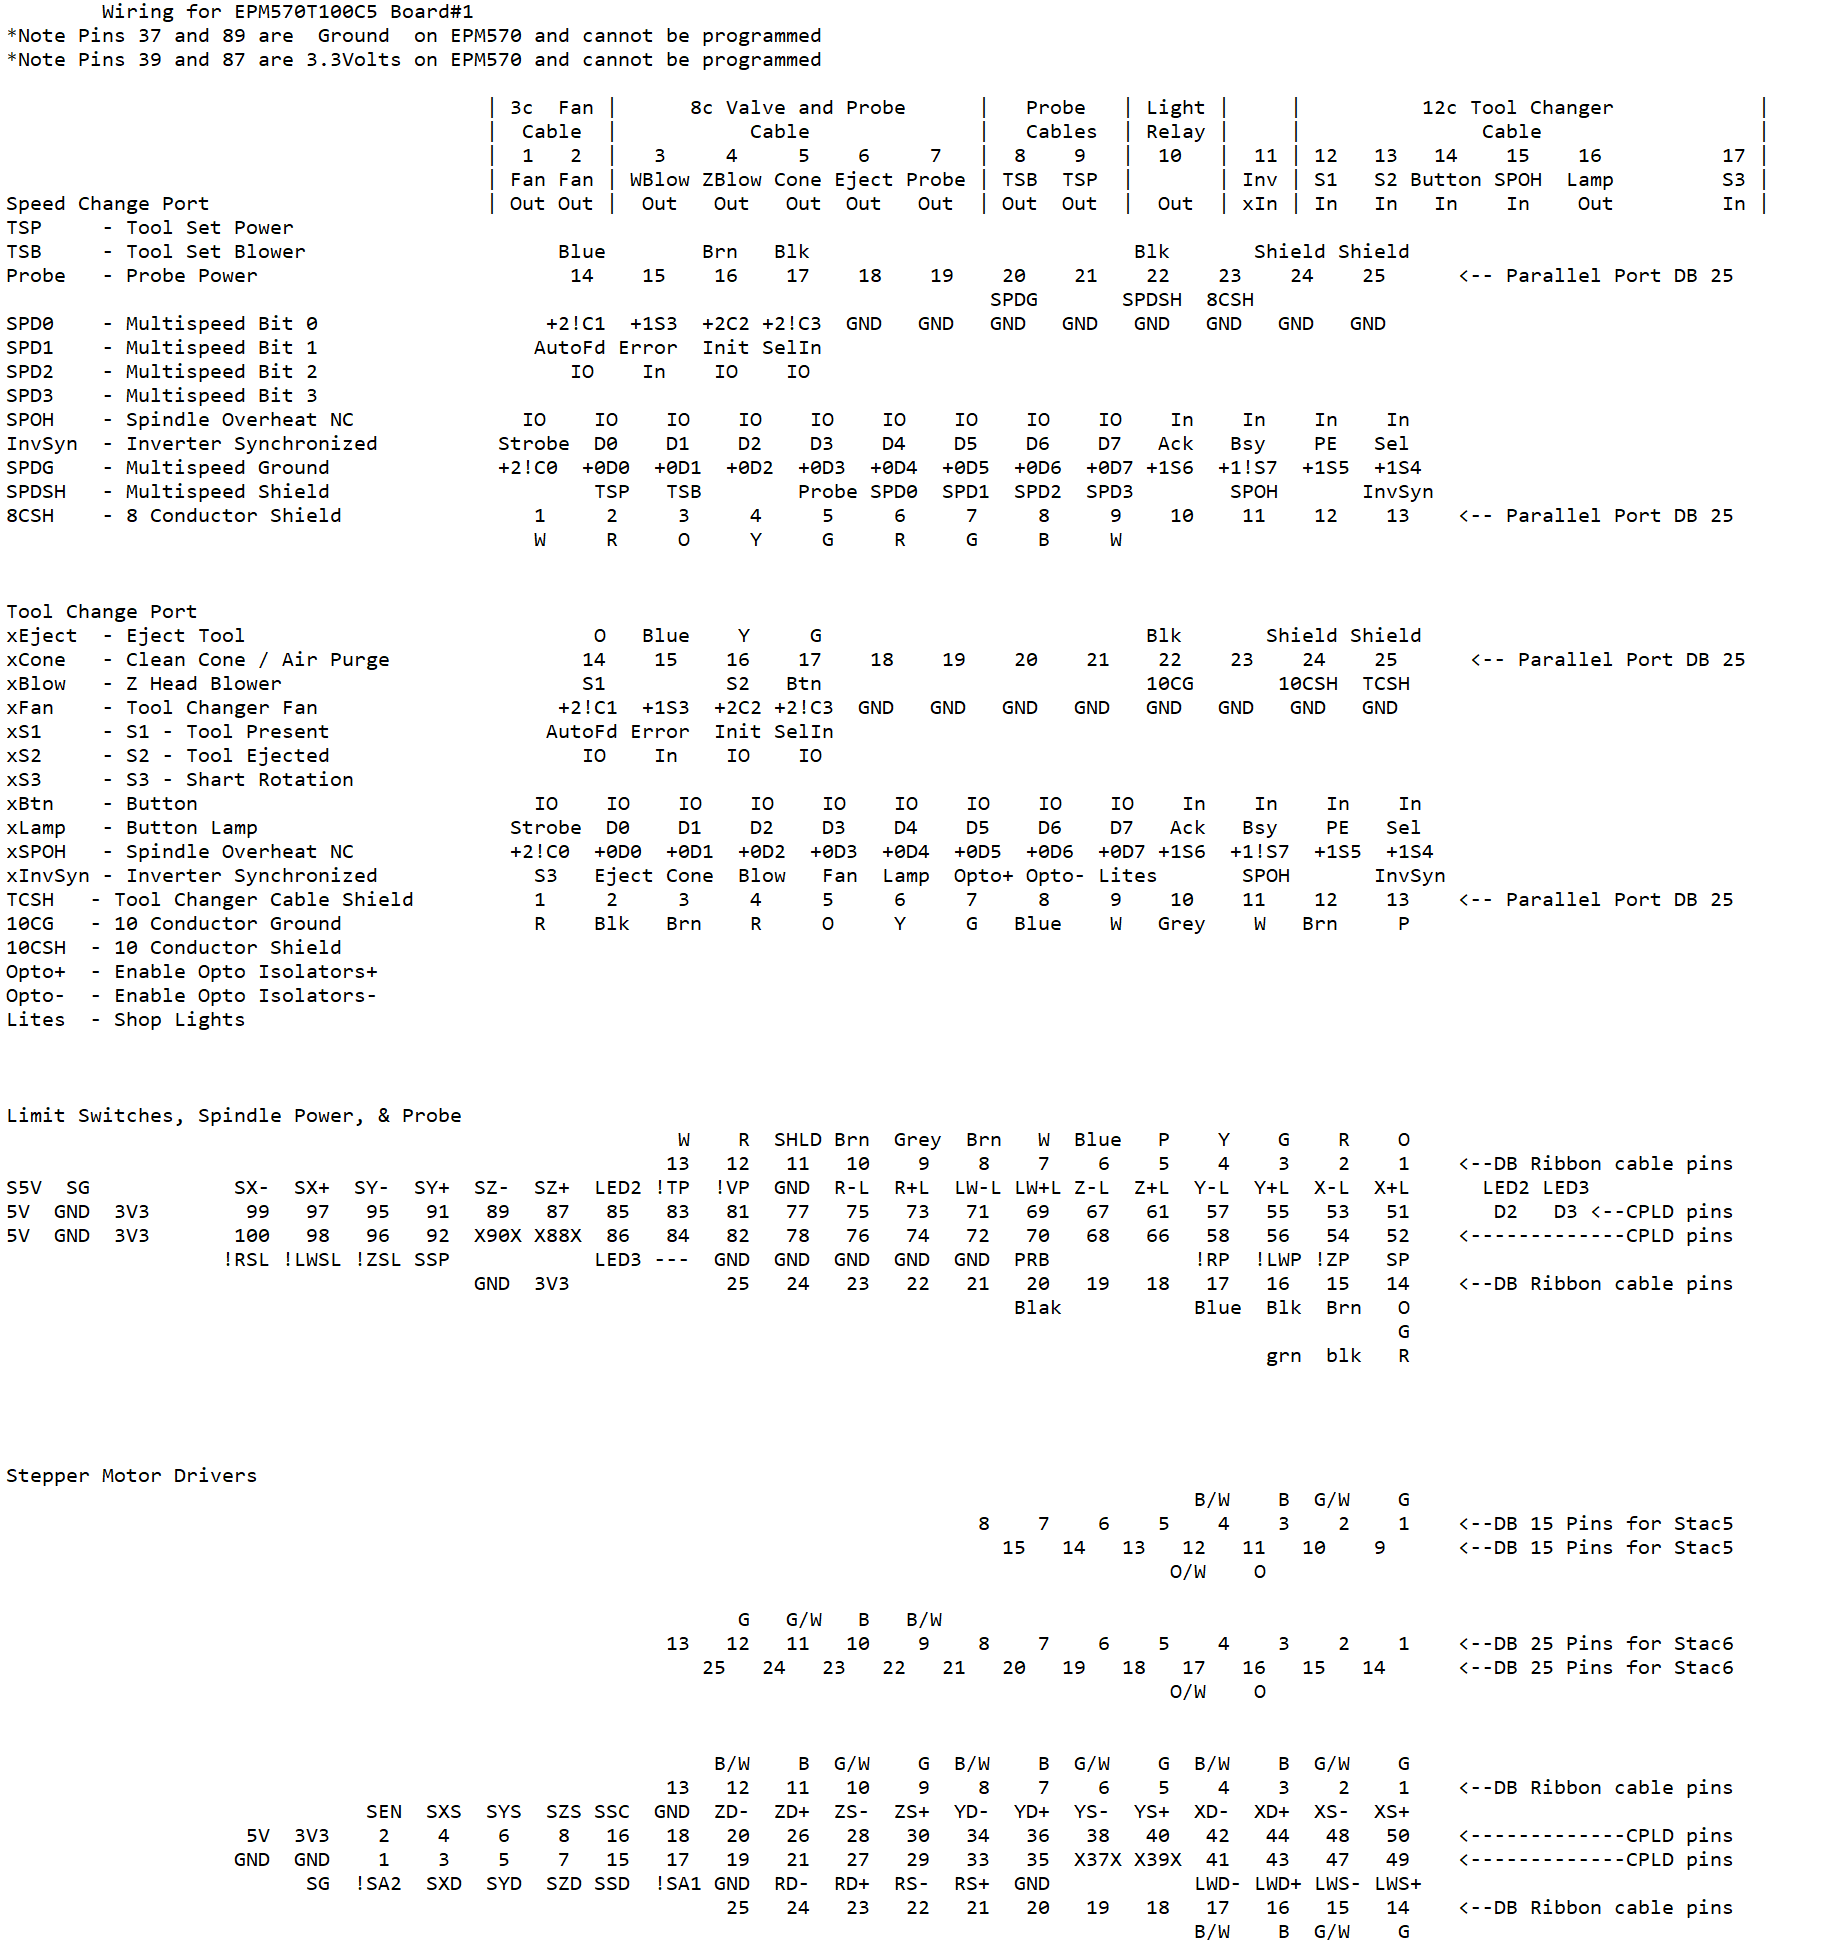 Wiring for EPM570T100C5 Board#1
*Note Pins 37 and 89 are  Ground  on EPM570 and cannot be programmed
*Note Pins 39 and 87 are 3.3Volts on EPM570 and cannot be programmed
| 3c  Fan |      8c Valve and Probe      |   Probe   | Light |     |          12c Tool Changer            |
|  Cable  |           Cable              |   Cables  | Relay |     |               Cable                  |
|  1   2  |   3     4    5    6     7    |  8    9   |  10   |  11 | 12   13   14    15   16          17 |
| Fan Fan | WBlow ZBlow Cone Eject Probe | TSB  TSP  |       | Inv | S1   S2 Button SPOH  Lamp         S3 |
Speed Change Port | Out Out |  Out   Out   Out  Out   Out   | Out  Out  |  Out  | xIn | In   In   In    In   Out          In |
TSP   - Tool Set Power
TSB   - Tool Set Blower   Blue        Brn   Blk                            Blk       Shield Shield
Probe  - Probe Power   14    15    16    17    18    19    20    21    22    23    24    25   <-- Parallel Port DB 25
SPDG       SPDSH  8CSH
SPD0   - Multispeed Bit 0   +2!C1  +1S3  +2C2 +2!C3  GND   GND   GND   GND   GND   GND   GND   GND
SPD1   - Multispeed Bit 1   AutoFd Error  Init SelIn
SPD2   - Multispeed Bit 2   IO    In    IO    IO
SPD3   - Multispeed Bit 3
SPOH   - Spindle Overheat NC   IO    IO    IO    IO    IO    IO    IO    IO    IO    In    In    In    In
InvSyn  - Inverter Synchronized   Strobe  D0    D1    D2    D3    D4    D5    D6    D7   Ack   Bsy    PE   Sel
SPDG   - Multispeed Ground   +2!C0  +0D0  +0D1  +0D2  +0D3  +0D4  +0D5  +0D6  +0D7 +1S6  +1!S7  +1S5  +1S4
SPDSH  - Multispeed Shield   TSP   TSB        Probe SPD0  SPD1  SPD2  SPD3        SPOH       InvSyn
8CSH   - 8 Conductor Shield   1     2     3     4     5     6     7     8     9    10    11    12    13   <-- Parallel Port DB 25
W     R     O     Y     G     R     G     B     W
Tool Change Port
xEject  - Eject Tool   O   Blue    Y     G                           Blk       Shield Shield
xCone   - Clean Cone / Air Purge   14    15    16    17    18    19    20    21    22    23    24    25   <-- Parallel Port DB 25
xBlow   - Z Head Blower   S1          S2   Btn                           10CG       10CSH  TCSH
xFan   - Tool Changer Fan   +2!C1  +1S3  +2C2 +2!C3  GND   GND   GND   GND   GND   GND   GND   GND
xS1    - S1 - Tool Present   AutoFd Error  Init SelIn
xS2    - S2 - Tool Ejected   IO    In    IO    IO
xS3    - S3 - Shart Rotation
xBtn   - Button   IO    IO    IO    IO    IO    IO    IO    IO    IO    In    In    In    In
xLamp   - Button Lamp   Strobe  D0    D1    D2    D3    D4    D5    D6    D7   Ack   Bsy    PE   Sel
xSPOH   - Spindle Overheat NC   +2!C0  +0D0  +0D1  +0D2  +0D3  +0D4  +0D5  +0D6  +0D7 +1S6  +1!S7  +1S5  +1S4
xInvSyn - Inverter Synchronized   S3   Eject Cone  Blow   Fan  Lamp  Opto+ Opto- Lites       SPOH       InvSyn
TCSH   - Tool Changer Cable Shield   1     2     3     4     5     6     7     8     9    10    11    12    13   <-- Parallel Port DB 25
10CG   - 10 Conductor Ground   R    Blk   Brn    R     O     Y     G   Blue    W   Grey    W   Brn     P
10CSH  - 10 Conductor Shield
Opto+  - Enable Opto Isolators+
Opto-  - Enable Opto Isolators-
Lites  - Shop Lights
Limit Switches, Spindle Power, & Probe
W    R  SHLD Brn  Grey  Brn   W  Blue   P    Y    G    R    O
13   12   11   10    9    8    7    6    5    4    3    2    1   <--DB Ribbon cable pins
S5V  SG   SX-  SX+  SY-  SY+  SZ-  SZ+  LED2 !TP  !VP  GND  R-L  R+L  LW-L LW+L Z-L  Z+L  Y-L  Y+L  X-L  X+L   LED2 LED3
5V  GND  3V3   99   97   95   91   89   87   85   83   81   77   75   73   71   69   67   61   57   55   53   51   D2   D3 <--CPLD pins
5V  GND  3V3   100   98   96   92  X90X X88X  86   84   82   78   76   74   72   70   68   66   58   56   54   52   <-------------CPLD pins
!RSL !LWSL !ZSL SSP   LED3 ---  GND  GND  GND  GND  GND  PRB   !RP  !LWP !ZP   SP
GND  3V3   25   24   23   22   21   20   19   18   17   16   15   14   <--DB Ribbon cable pins
Blak   Blue  Blk  Brn   O
G
grn  blk   R
Stepper Motor Drivers
B/W    B  G/W    G
8    7    6    5    4    3    2    1   <--DB 15 Pins for Stac5
15   14   13   12   11   10    9   <--DB 15 Pins for Stac5
O/W    O
G   G/W   B   B/W
13   12   11   10    9    8    7    6    5    4    3    2    1   <--DB 25 Pins for Stac6
25   24   23   22   21   20   19   18   17   16   15   14   <--DB 25 Pins for Stac6
O/W    O
B/W    B  G/W    G  B/W    B  G/W    G  B/W    B  G/W    G
13   12   11   10    9    8    7    6    5    4    3    2    1   <--DB Ribbon cable pins
SEN  SXS  SYS  SZS SSC  GND  ZD-  ZD+  ZS-  ZS+  YD-  YD+  YS-  YS+  XD-  XD+  XS-  XS+
5V  3V3    2    4    6    8   16   18   20   26   28   30   34   36   38   40   42   44   48   50   <-------------CPLD pins
GND  GND    1    3    5    7   15   17   19   21   27   29   33   35  X37X X39X  41   43   47   49   <-------------CPLD pins
SG  !SA2  SXD  SYD  SZD SSD  !SA1 GND  RD-  RD+  RS-  RS+  GND   LWD- LWD+ LWS- LWS+
25   24   23   22   21   20   19   18   17   16   15   14   <--DB Ribbon cable pins
B/W    B  G/W    G